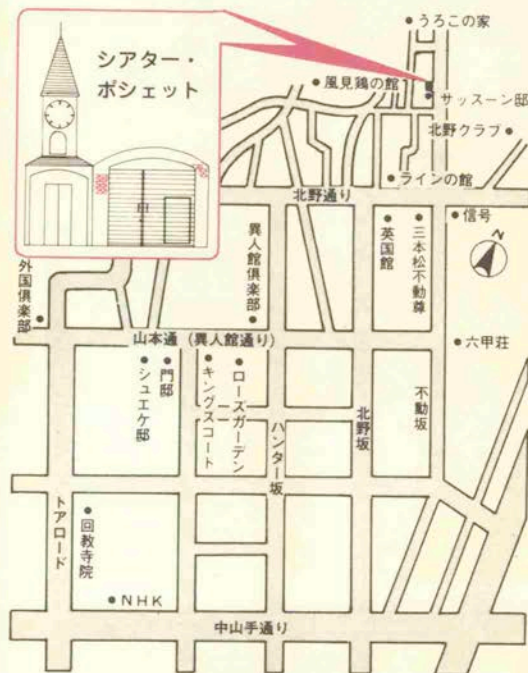 シアター・
ポシェット
うろこの家
風見鶏の館
サッスーン邸
北野クラブ
ラインの館
北野通り
信号
N
外国倶楽部
異人館倶楽部
英国館
三本松不動尊
山本通(異人館通り)
六甲荘
シュエケ邸
門邸
キングスコート
ローズガーデン
ハンター坂
北野坂
不動坂
トアロード
回教寺院
NHK
中山手通り